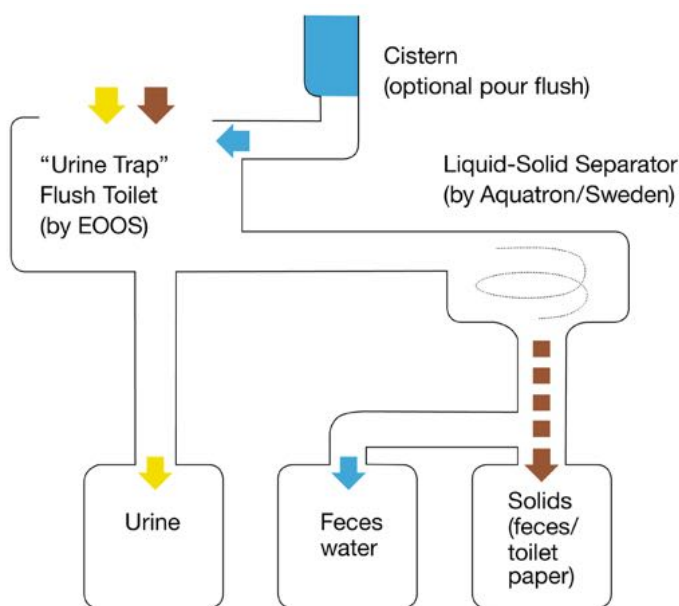 Cistern
(optional pour flush)
“Urine Trap”
Flush Toilet
(by EOOS)
Liquid-Solid Separator
(by Aquatron/Sweden)
Urine
Feces
water
Solids
(feces/
toilet
paper)